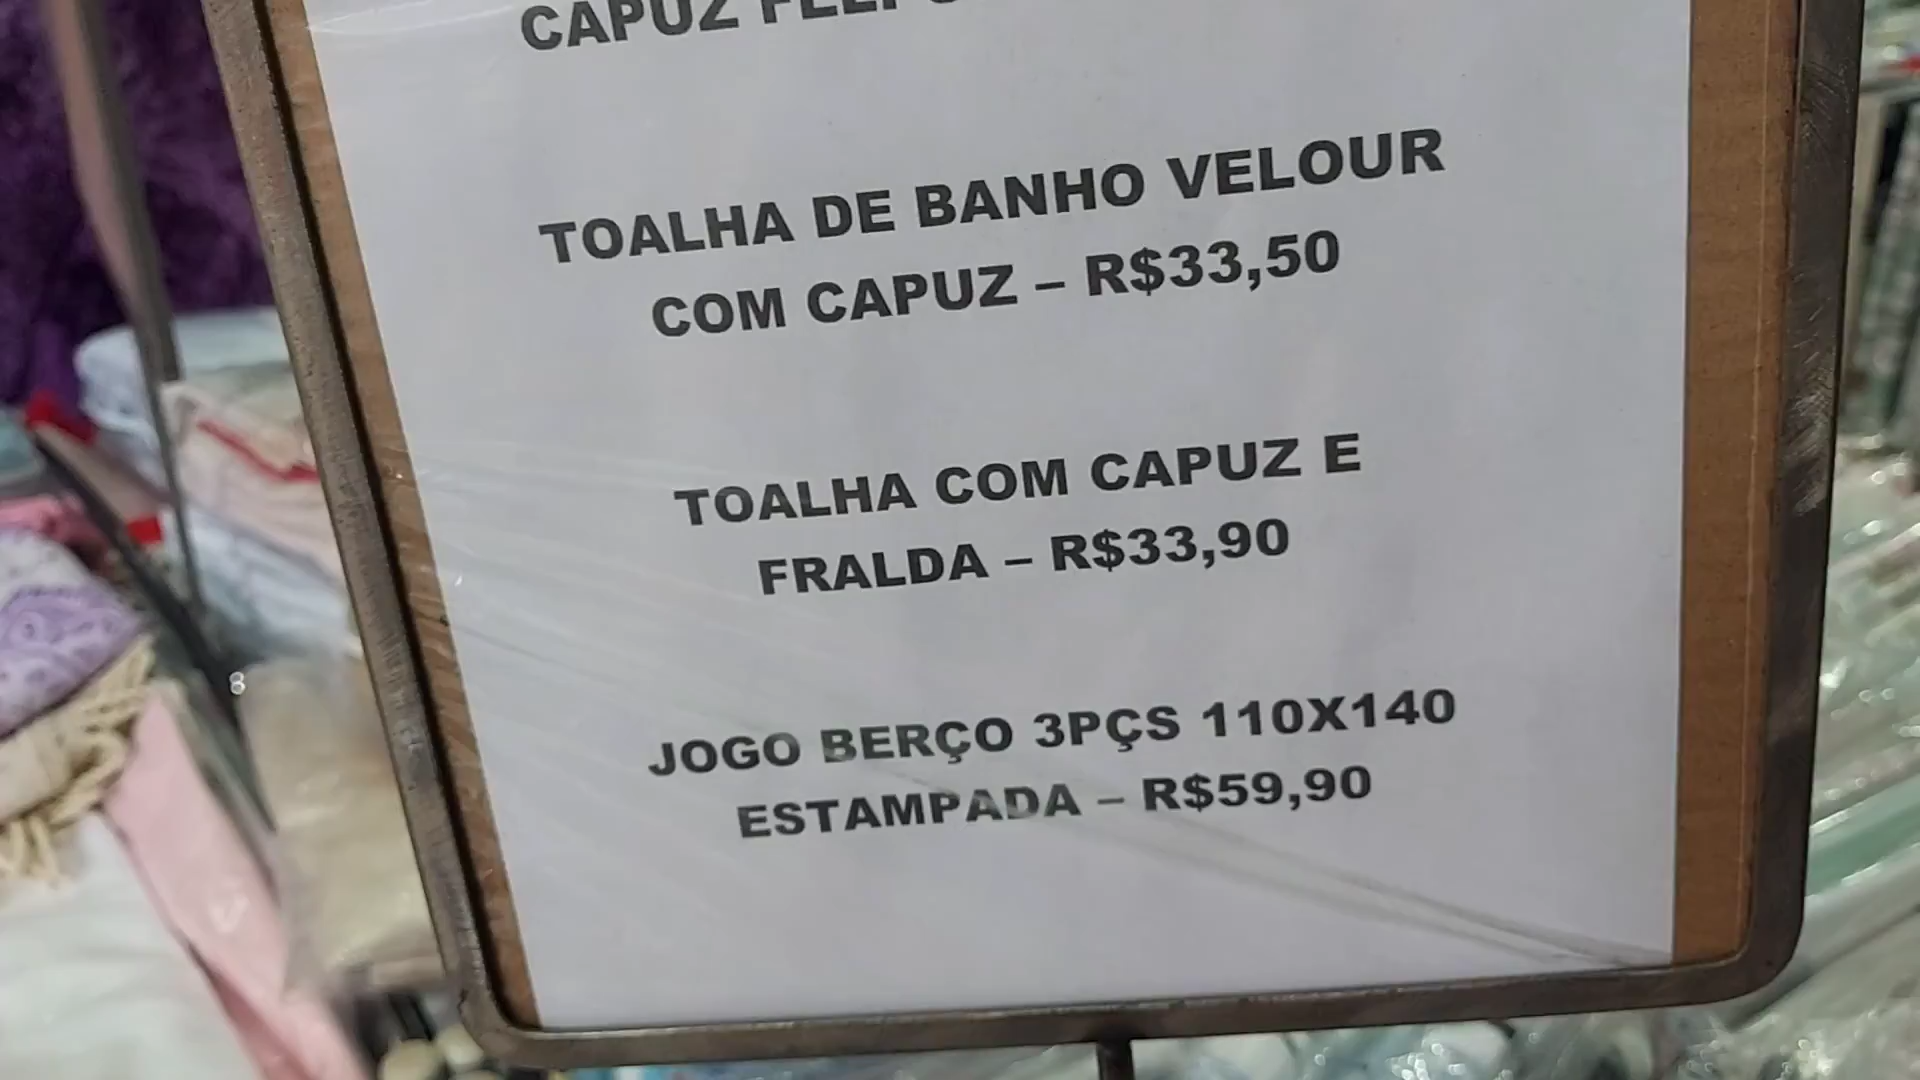 CAPUZ
TOALHA DE BANHO VELOUR
COM CAPUZ – R$33,50
TOALHA COM CAPUZ E
FRALDA – R$33,90
JOGO BERÇO 3PÇS 110X140
ESTAMPADA – R$59,90